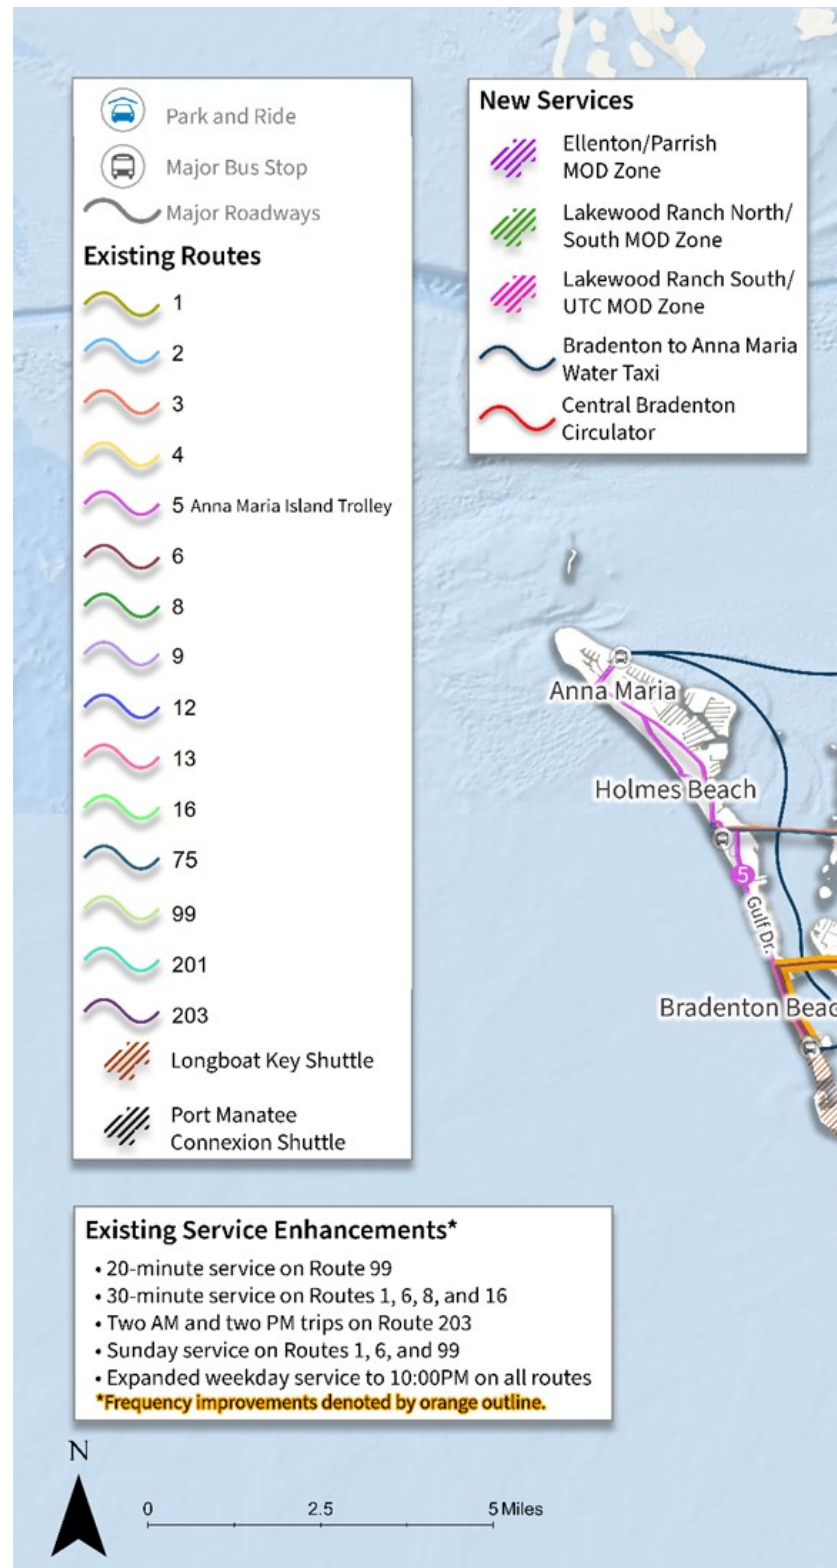 Park and Ride
Major Bus Stop
Major Roadways
Existing Routes
1
2
3
4
5 Anna Maria Island Trolley
6
8
9
12
13
16
75
99
201
203
Longboat Key Shuttle
Port Manatee
Connexion Shuttle
New Services
Ellenton/Parrish
MOD Zone
Lakewood Ranch North/
South MOD Zone
Lakewood Ranch South/
UTC MOD Zone
Bradenton to Anna Maria
Water Taxi
Central Bradenton
Circulator
Anna Maria
Holmes Beach
5
Gulf Dr.
Bradenton Beac
Existing Service Enhancements*
• 20-minute service on Route 99
• 30-minute service on Routes 1, 6, 8, and 16
• Two AM and two PM trips on Route 203
• Sunday service on Routes 1, 6, and 99
• Expanded weekday service to 10:00PM on all routes
*Frequency improvements denoted by orange outline.
N
0 2.5 5 Miles